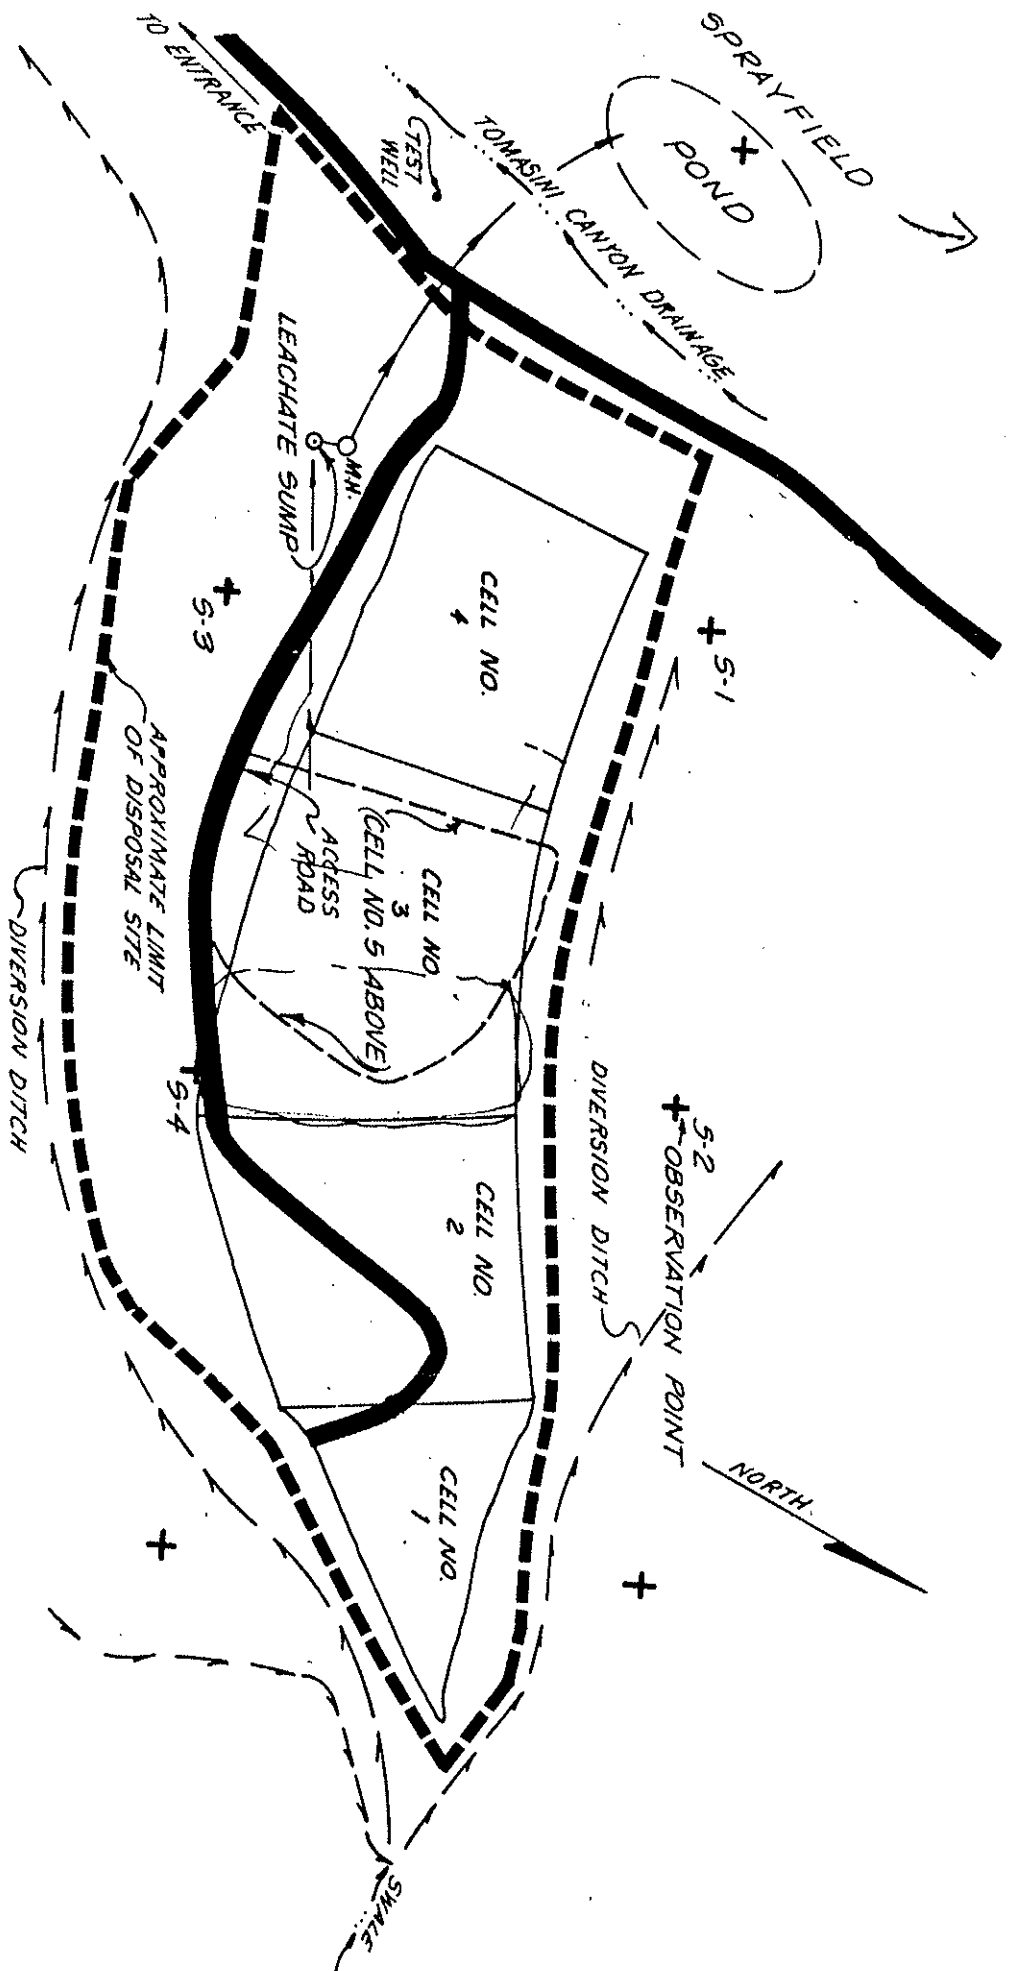 SPRAYFIELD
POND
TOMASINI CANYON DRAINAGE
TO ENTRANCE
TEST
WELL
LEACHATE SUMP
MH.
S-3
S-1
CELL NO.
4
APPROXIMATE LIMIT
OF DISPOSAL SITE
ACCESS
ROAD
CELL NO.
3
(CELL NO. 5 ABOVE)
DIVERSION DITCH
S-4
S-2
OBSERVATION POINT
DIVERSION DITCH
CELL NO.
2
NORTH
CELL NO.
1
SWALE